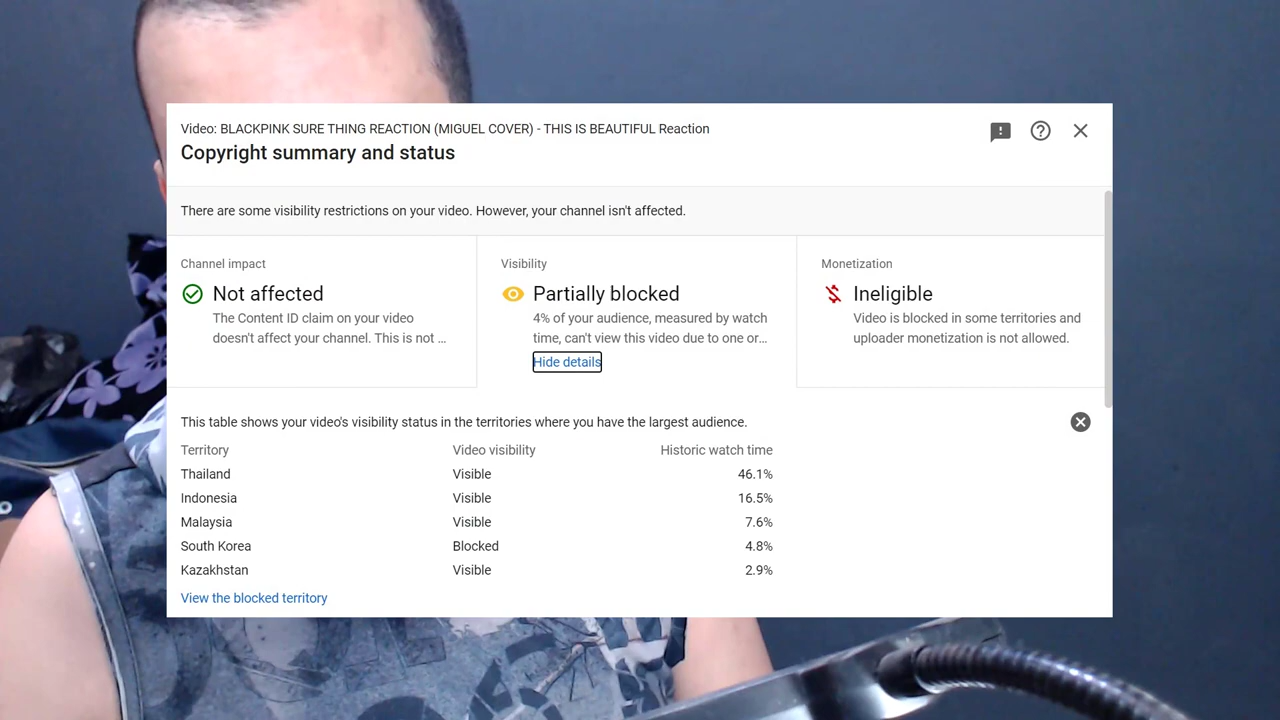 Video: BLACKPINK SURE THING REACTION (MIGUEL COVER) - THIS IS BEAUTIFUL Reaction
Copyright summary and status
There are some visibility restrictions on your video. However, your channel isn't affected.
Channel impact
Not affected
The Content ID claim on your video
doesn't affect your channel. This is not ...
Visibility
Partially blocked
4% of your audience, measured by watch
time, can't view this video due to one or...
Hide details
Monetization
Ineligible
Video is blocked in some territories and
uploader monetization is not allowed.
This table shows your video's visibility status in the territories where you have the largest audience.
Territory Video visibility Historic watch time
Thailand Visible 46.1%
Indonesia Visible 16.5%
Malaysia Visible 7.6%
South Korea Blocked 4.8%
Kazakhstan Visible 2.9%
View the blocked territory